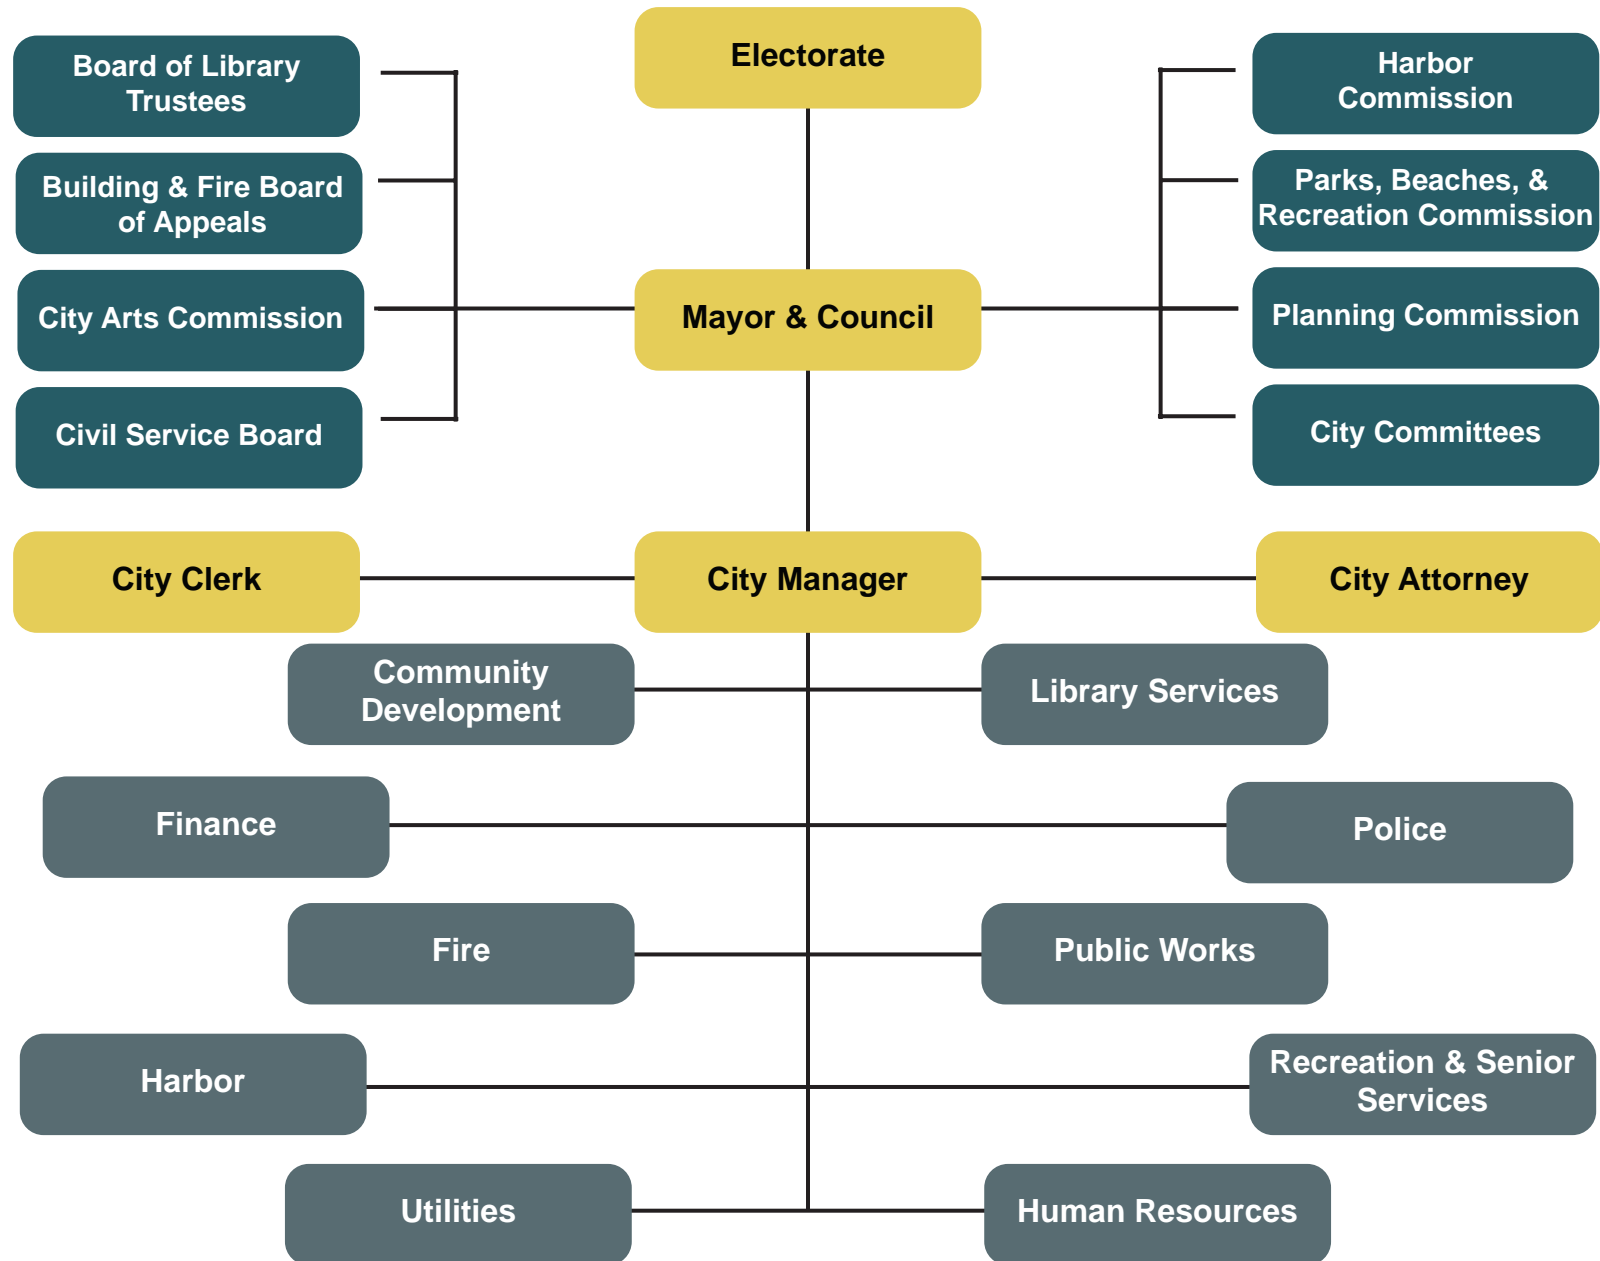 Electorate
Board of Library
Trustees
Building & Fire Board
of Appeals
City Arts Commission
Civil Service Board
Mayor & Council
Harbor
Commission
Parks, Beaches, &
Recreation Commission
Planning Commission
City Committees
City Clerk
City Manager
City Attorney
Community
Development
Library Services
Finance
Police
Fire
Public Works
Harbor
Recreation & Senior
Services
Utilities
Human Resources